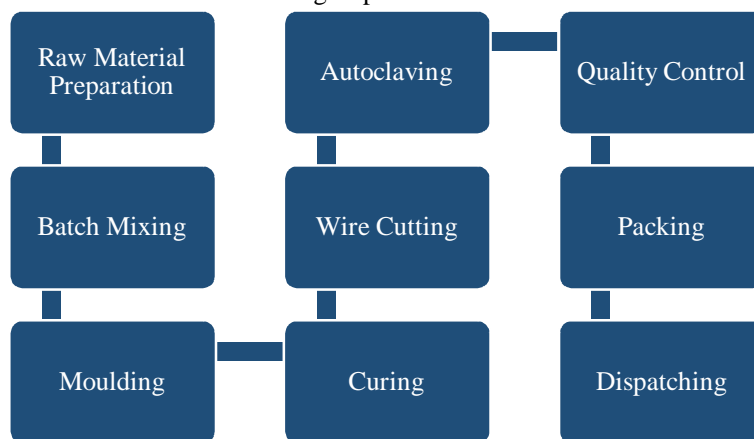 Raw Material
Preparation
Batch Mixing
Moulding
Curing
Wire Cutting
Autoclaving
Quality Control
Packing
Dispatching